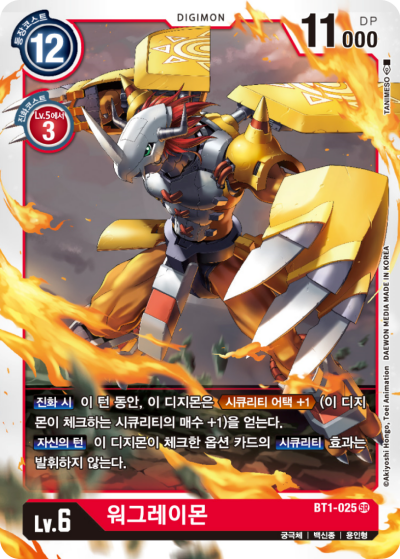 등장 코스트
12
DIGIMON
11000
DP
진화 코스트
Lv.5에서
3
TANIMESO
진화 시 이 턴 동안, 이 디지몬은 시큐리티 어택 +1 (이 디지
몬이 체크하는 시큐리티의 매수 +1)을 얻는다.
자신의 턴 이 디지몬이 체크한 옵션 카드의 시큐리티 효과는
발휘하지 않는다.
©Akiyoshi Hongo, Toei Animation DAEWON MEDIA MADE IN KOREA
BT1-025 SR
Lv.6
워그레이몬
궁극체 | 백신종 | 용인형